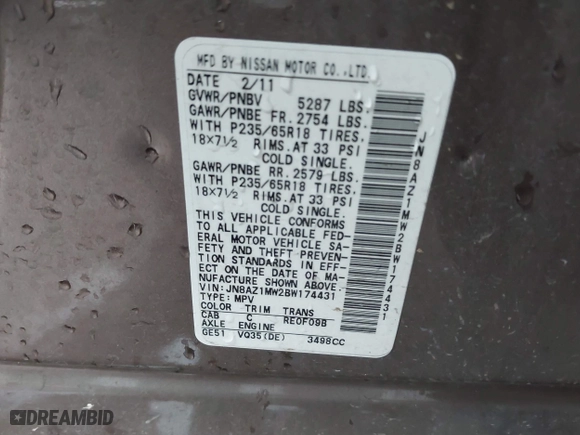 MFD BY NISSAN MOTOR CO.,LTD.
DATE 2/11
GVWR/PNBV 5287 LBS.
GAWR/PNBE FR. 2754 LBS.
WITH P235/65R18 TIRES.
18x7½ RIMS.AT 33 PSI
COLD SINGLE.
GAWR/PNBE RR. 2579 LBS.
WITH P235/65R18 TIRES.
18x7½ RIMS.AT 33 PSI
COLD SINGLE.
THIS VEHICLE CONFORMS
TO ALL APPLICABLE FED-
ERAL MOTOR VEHICLE SA-
FETY AND THEFT PREVEN-
TION STANDARDS IN EFF-
ECT ON THE DATE OF MA-
NUFACTURE SHOWN ABOVE.
VIN:JN8AZ1MW2BW174431
TYPE:MPV
COLOR TRIM TRANS
CAB C RE0F09B
AXLE ENGINE
GE51 VQ35(DE) 3498CC
JN8AZ1MW2BW174431
DREAMBID